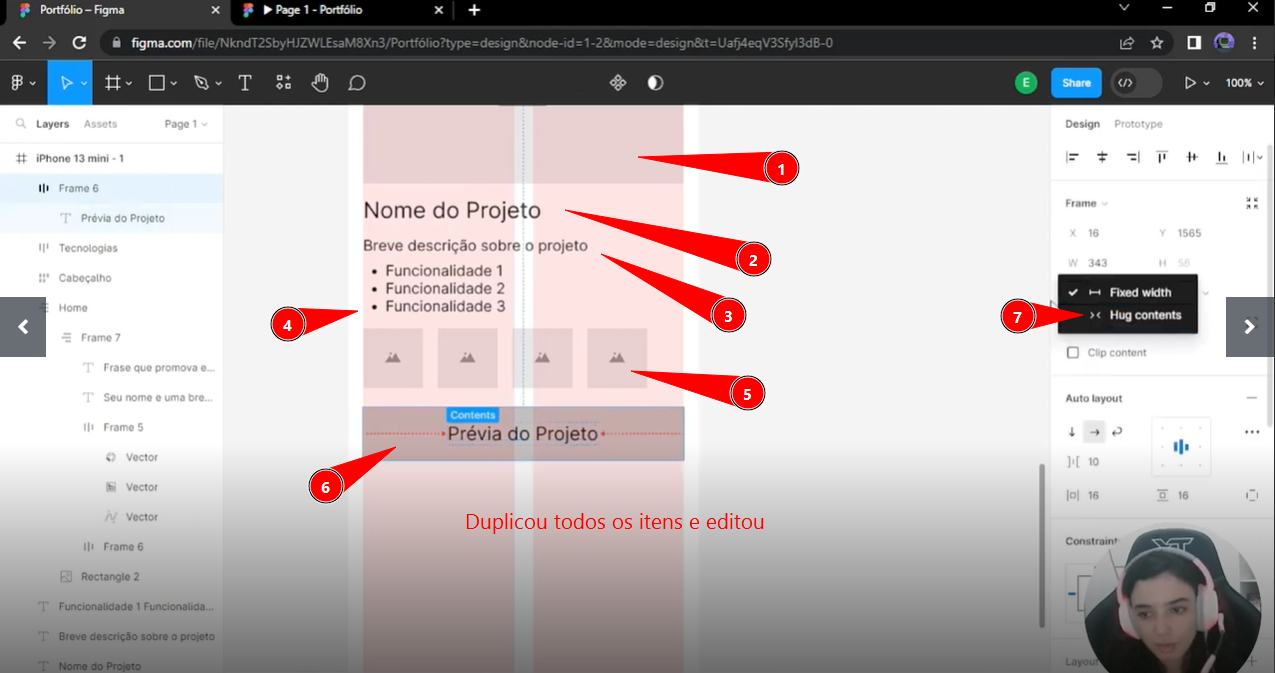 Portfólio – Figma
Page 1 - Portfólio
figma.com/file/NkndT2SbyHJZWLEsaM8Xn3/Portfólio?type=design&node-id=1-2&mode=design&t=Uafj4eqV3SfyI3dB-0
E
Share
100%
Layers Assets Page 1
iPhone 13 mini - 1
Frame 6
Prévia do Projeto
Tecnologias
Cabeçalho
Home
Frame 7
Frase que promova e...
Seu nome e uma bre...
Frame 5
Vector
Vector
Vector
Frame 6
Rectangle 2
Funcionalidade 1 Funcionalida...
Breve descrição sobre o projeto
Nome do Projeto
1
Nome do Projeto
2
Breve descrição sobre o projeto
• Funcionalidade 1
• Funcionalidade 2
• Funcionalidade 3
3
4
5
Contents
Prévia do Projeto
6
Duplicou todos os itens e editou
Design Prototype
Frame
X 16 Y 1565
W 343 H 58
Fixed width
Hug contents
7
Clip content
Auto layout
10
16 16
Constraint
Layou